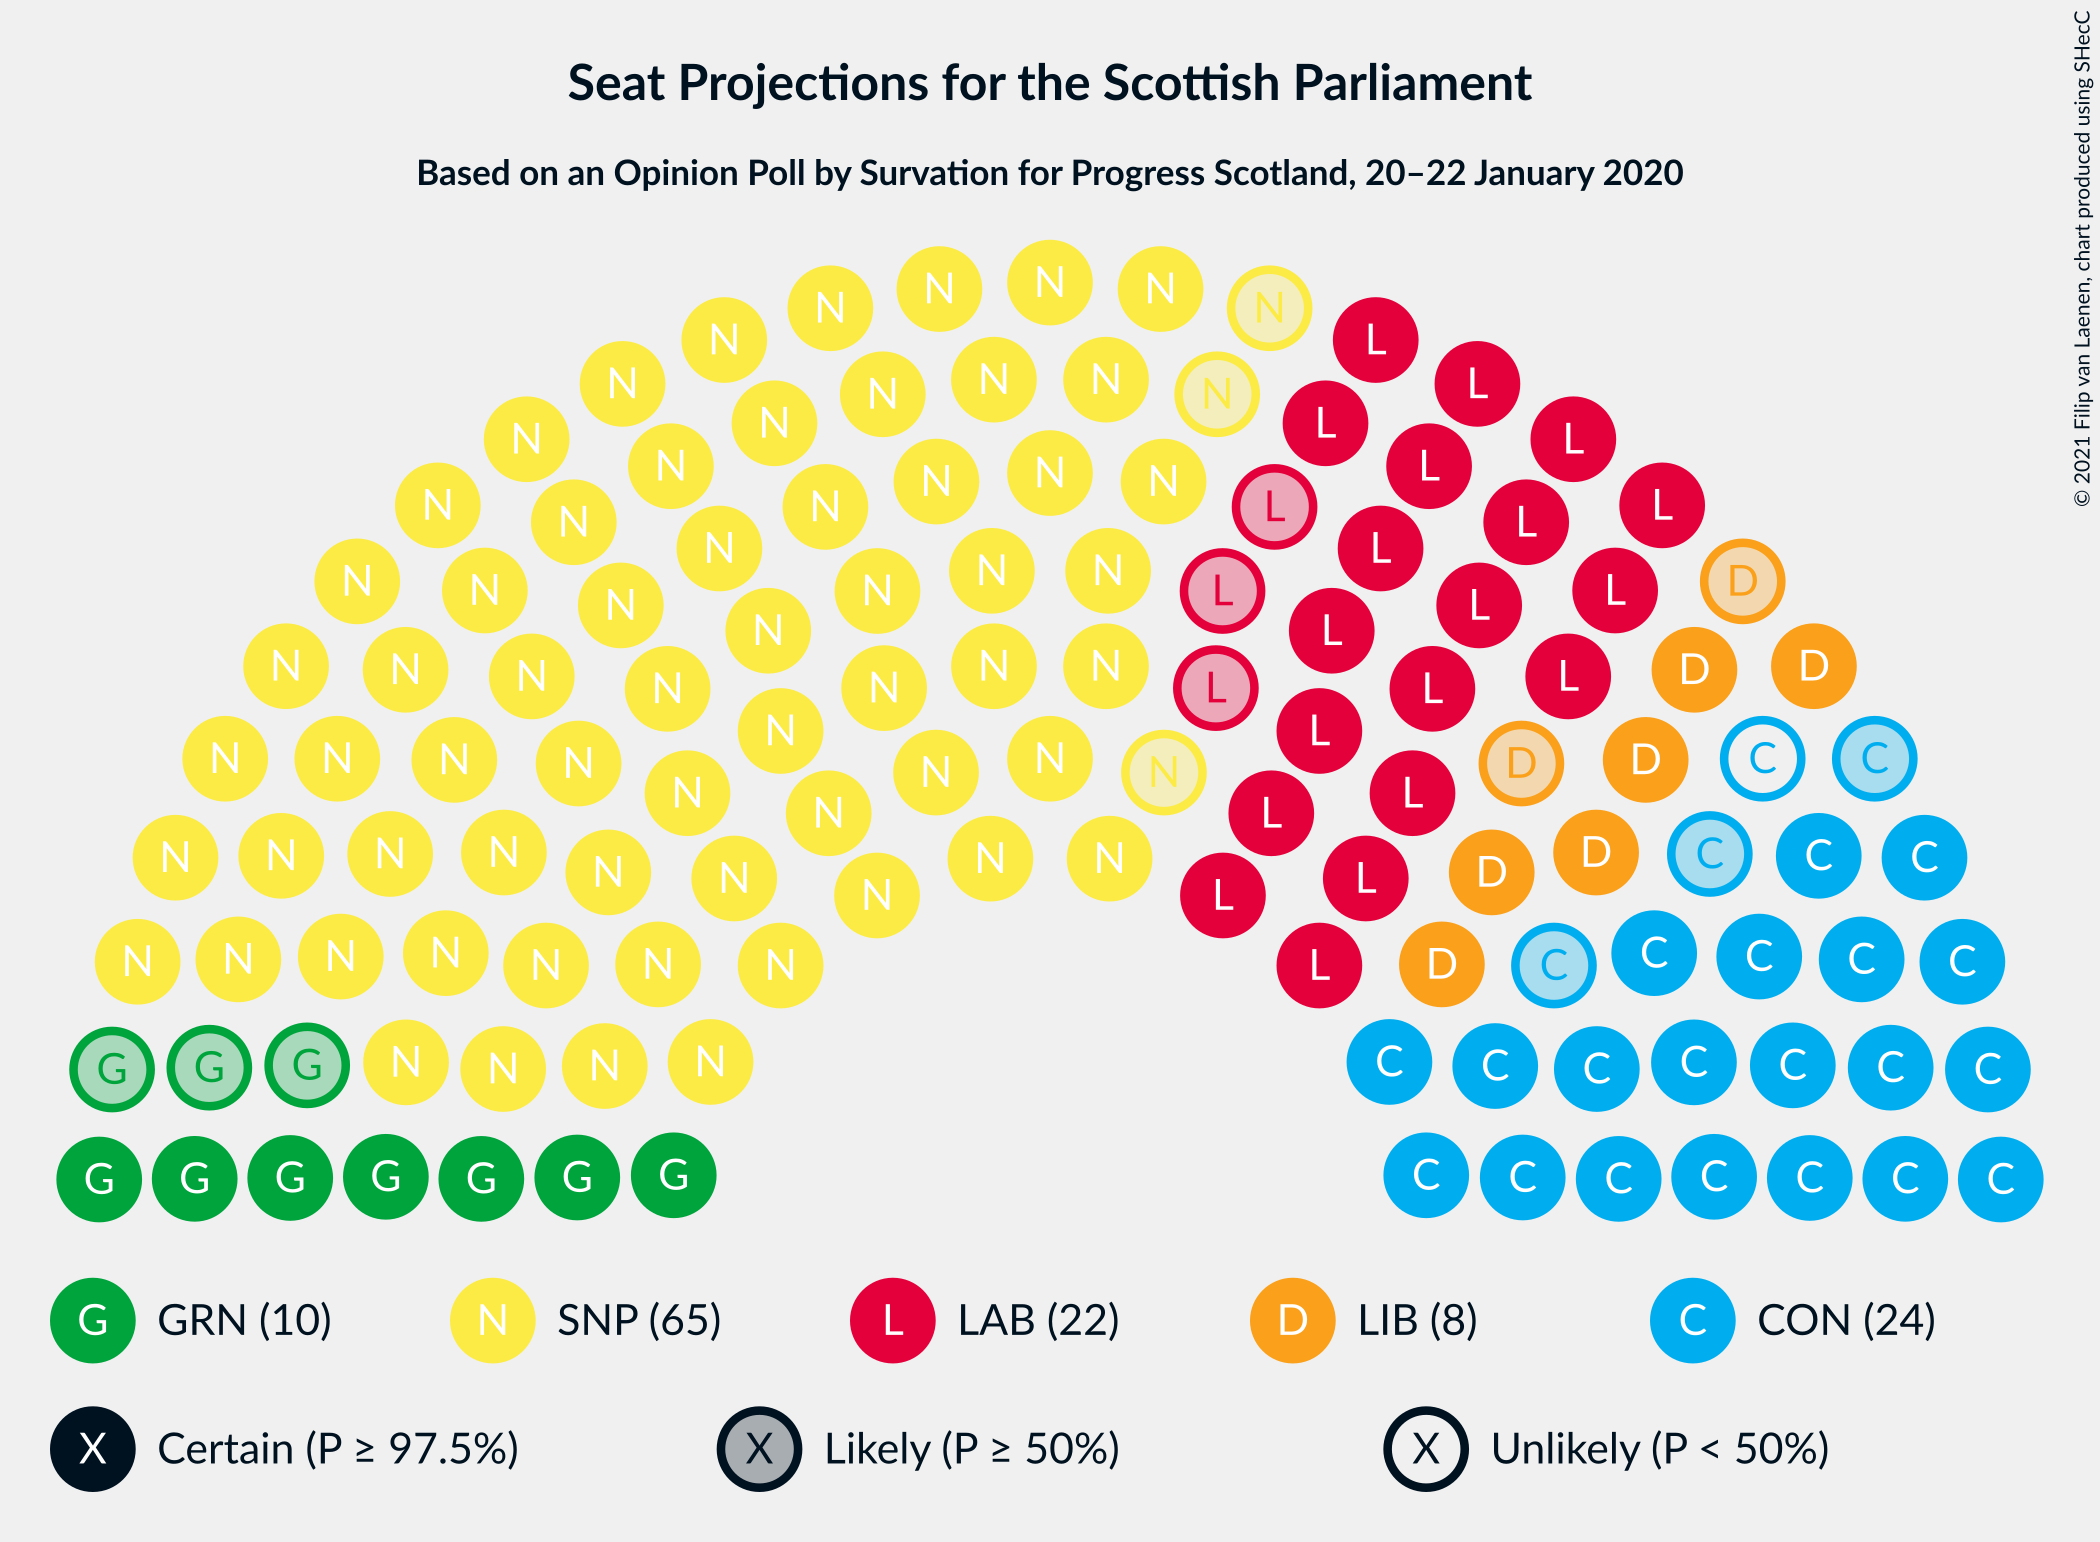 Seat Projections for the Scottish Parliament
Based on an Opinion Poll by Survation for Progress Scotland, 20–22 January 2020
© 2021 Filip van Laenen, chart produced using SHecC
N N N N N
N N L L
N N N N N L L
N N N L L
N N N N L L L
N N N L L L
N N N N L L L
N N N N L D
N N N N L L D D
N N N N L L C C
N N N N L D D
N N N N L L D C C C
N N N N N N N L D C C C C C
G G G N N N N C C C C C C C
G G G G G G G C C C C C C C
G GRN (10) N SNP (65) L LAB (22) D LIB (8) C CON (24)
X Certain (P ≥ 97.5%) X Likely (P ≥ 50%) X Unlikely (P < 50%)